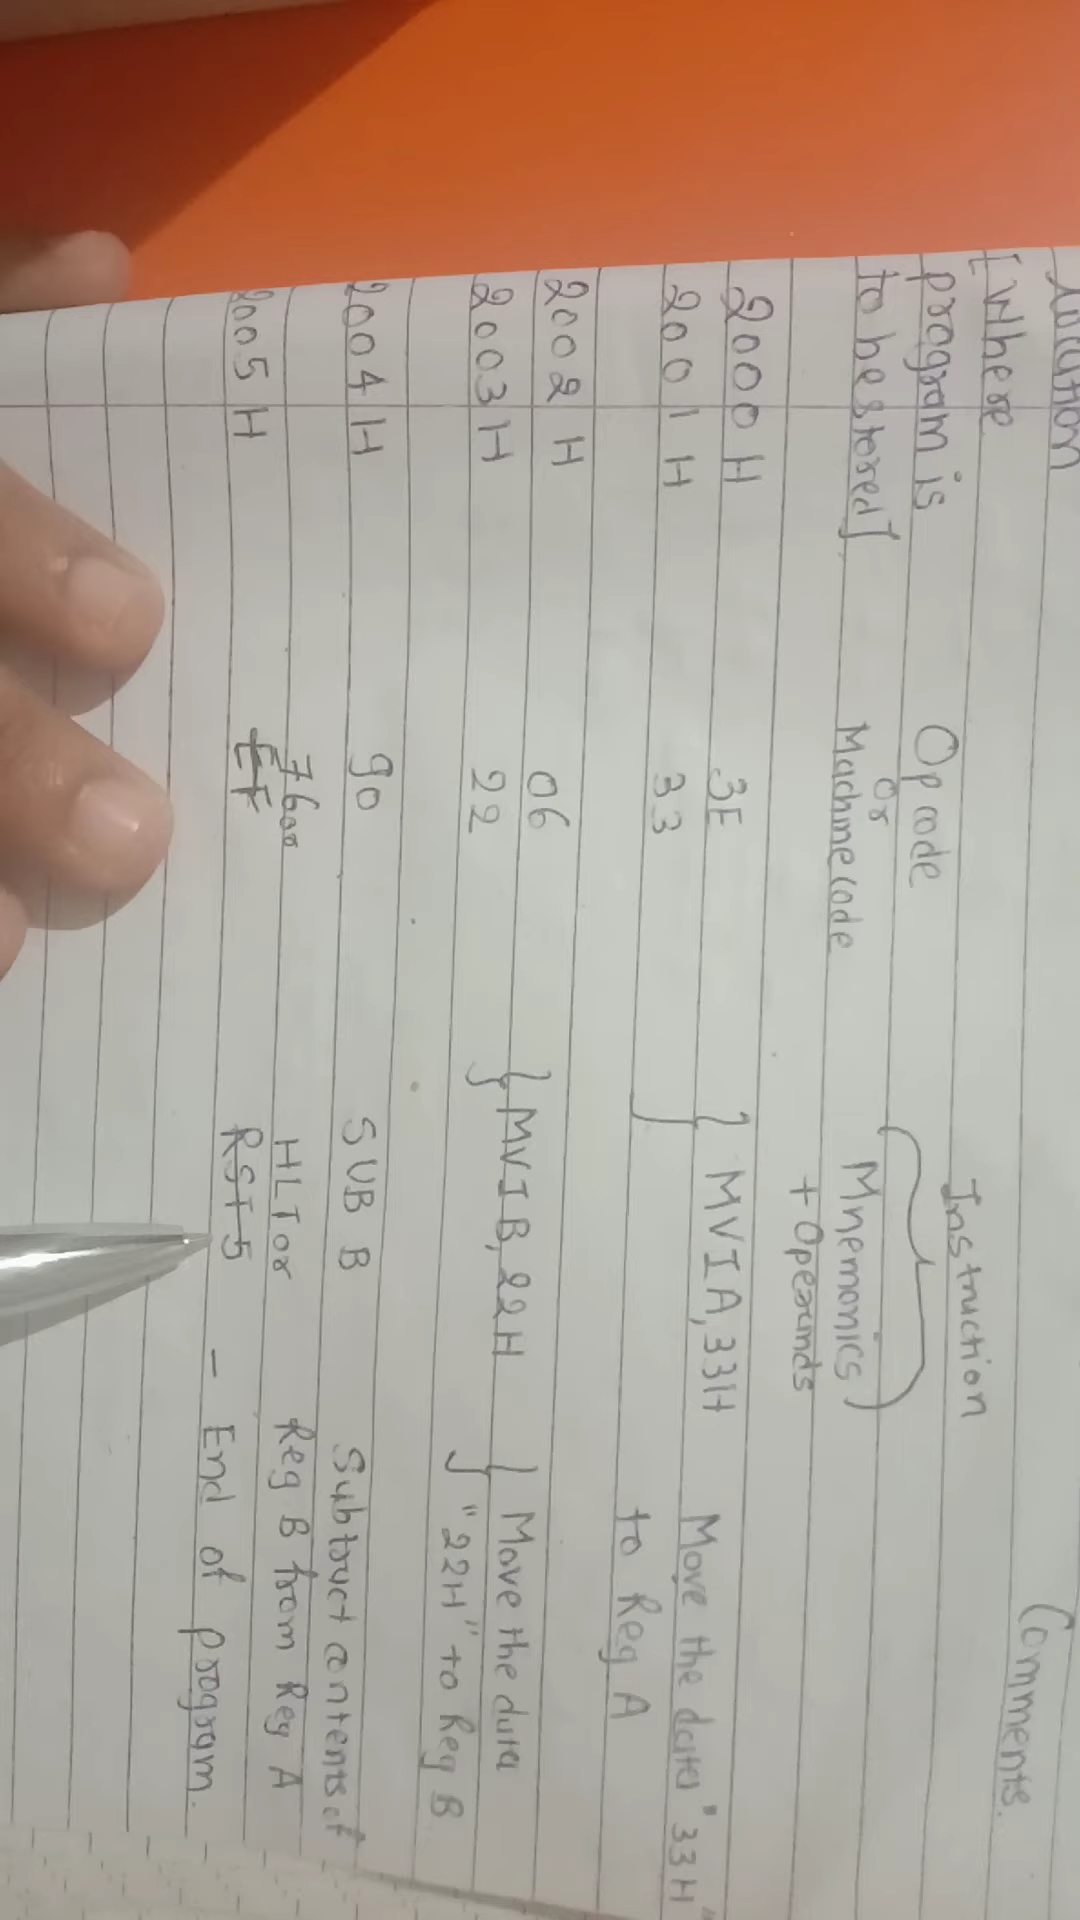 [Where
program is Opcode Instruction Comments.
to be stored] or
Machine code Mnemonics
+ Operands
2000 H 3E } MVI A, 33H Move the data "33H"
2001 H 33 to Reg A
2002 H 06 } MVI B, 22H } Move the data
2003 H 22 "22H" to Reg B
2004 H 90 SUB B Subtract contents of
76 or HLT or Reg B from Reg A
2005 H EF RST 5 - End of program.